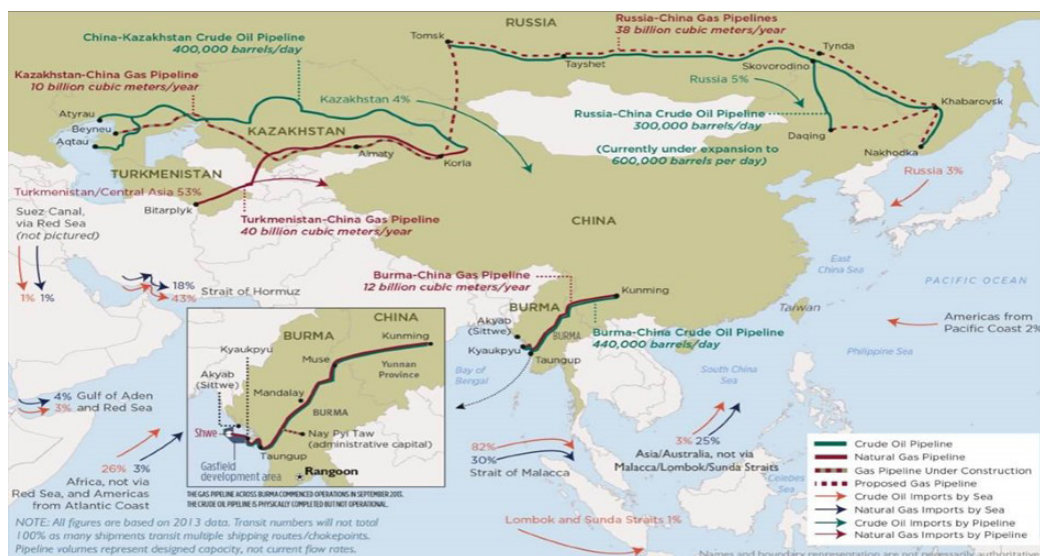 RUSSIA
Russia-China Gas Pipelines
38 billion cubic meters/year
China-Kazakhstan Crude Oil Pipeline
400,000 barrels/day
Tomsk
Tayshet
Tynda
Skovorodino
Kazakhstan-China Gas Pipeline
10 billion cubic meters/year
Kazakhstan 4%
Russia 5%
Khabarovsk
Atyrau
Beyneu
Aqtau
KAZAKHSTAN
Almaty
Korla
Russia-China Crude Oil Pipeline
300,000 barrels/day
Daqing
(Currently under expansion to
600,000 barrels per day)
Nakhodka
TURKMENISTAN
Turkmenistan/Central Asia 53%
Bitarplyk
Russia 3%
Suez Canal,
via Red Sea
(not pictured)
1% 1%
Turkmenistan-China Gas Pipeline
40 billion cubic meters/year
CHINA
18%
43%
Strait of Hormuz
Burma-China Gas Pipeline
12 billion cubic meters/year
East
China Sea
PACIFIC OCEAN
BURMA
Kunming
Taiwan
Akyab
(Sittwe)
BURMA
Kyaukpyu
Taungup
Burma-China Crude Oil Pipeline
440,000 barrels/day
Americas from
Pacific Coast 2%
Bay of
Bengal
South China
Sea
Philippine Sea
BURMA
CHINA
Kunming
Kyaukpyu
Muse
Akyab
(Sittwe)
Yunnan
Province
Mandalay
BURMA
Shwe
Nay Pyi Taw
(administrative capital)
Taungup
Gasfield
development area
Rangoon
THE GAS PIPELINE ACROSS BURMA COMMENCED OPERATIONS IN SEPTEMBER 2013.
THE CRUDE OIL PIPELINE IS PHYSICALLY COMPLETED BUT NOT OPERATIONAL.
4%
3%
Gulf of Aden
and Red Sea
26% 3%
Africa, not via
Red Sea, and Americas
from Atlantic Coast
82%
30%
Strait of Malacca
3% 25%
Asia/Australia, not via
Malacca/Lombok/Sunda Straits
Celebes
Sea
Lombok and Sunda Straits 1%
Crude Oil Pipeline
Natural Gas Pipeline
Gas Pipeline Under Construction
Proposed Gas Pipeline
Crude Oil Imports by Sea
Natural Gas Imports by Sea
Crude Oil Imports by Pipeline
Natural Gas Imports by Pipeline
NOTE: All figures are based on 2013 data. Transit numbers will not total
100% as many shipments transit multiple shipping routes/chokepoints.
Pipeline volumes represent designed capacity, not current flow rates.
Names and boundary representation are not necessarily authoritative